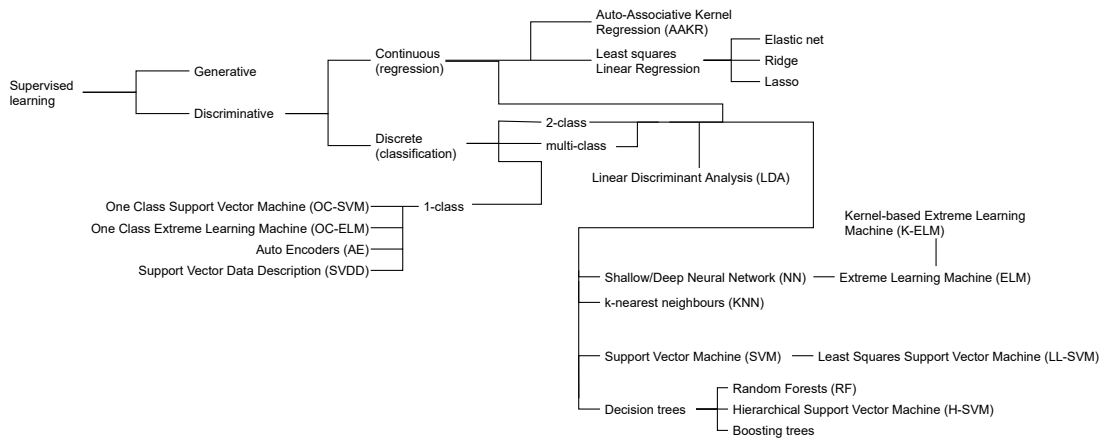 Supervised
learning
Generative
Discriminative
Continuous
(regression)
Auto-Associative Kernel
Regression (AAKR)
Least squares
Linear Regression
Elastic net
Ridge
Lasso
Discrete
(classification)
2-class
multi-class
Linear Discriminant Analysis (LDA)
1-class
One Class Support Vector Machine (OC-SVM)
One Class Extreme Learning Machine (OC-ELM)
Auto Encoders (AE)
Support Vector Data Description (SVDD)
Kernel-based Extreme Learning
Machine (K-ELM)
Shallow/Deep Neural Network (NN)
Extreme Learning Machine (ELM)
k-nearest neighbours (KNN)
Support Vector Machine (SVM)
Least Squares Support Vector Machine (LL-SVM)
Decision trees
Random Forests (RF)
Hierarchical Support Vector Machine (H-SVM)
Boosting trees